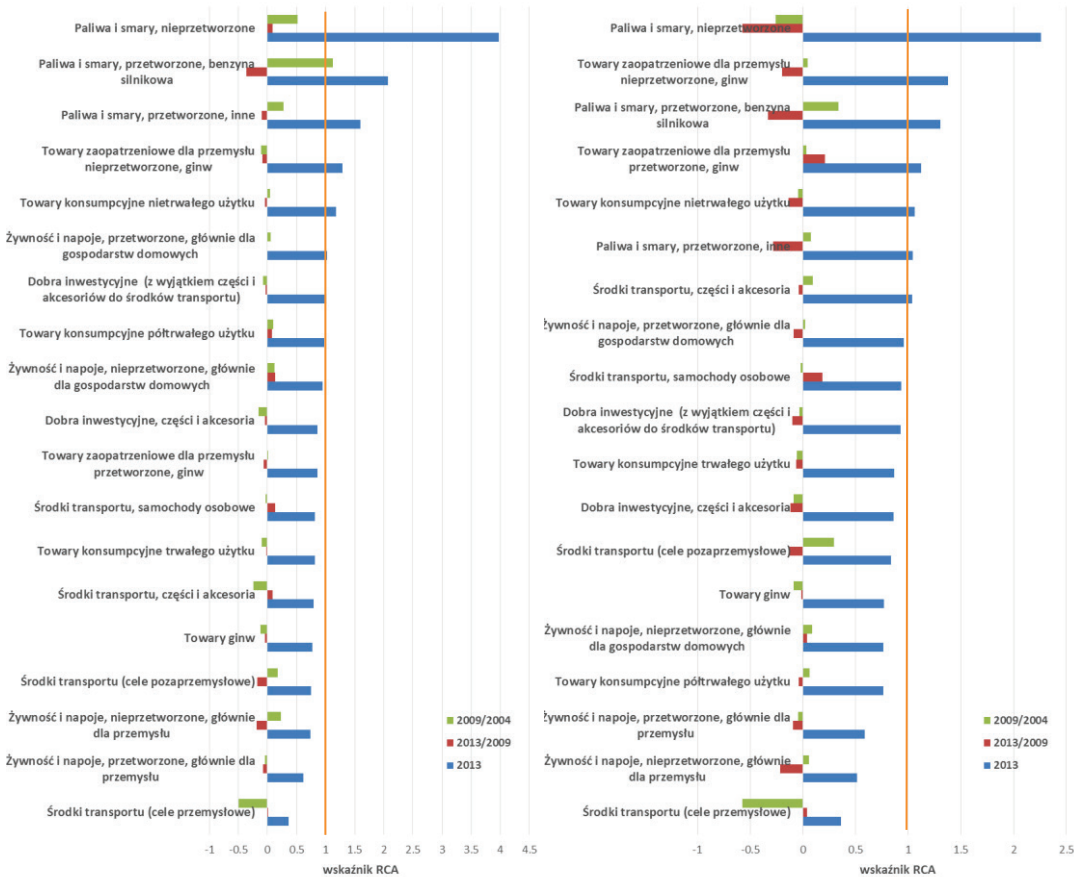 Paliwa i smary, nieprzetworzone
Paliwa i smary, przetworzone, benzyna
silnikowa
Paliwa i smary, przetworzone, inne
Towary zaopatrzeniowe dla przemysłu
nieprzetworzone, ginw
Towary konsumpcyjne nietrwałego użytku
Żywność i napoje, przetworzone, głównie dla
gospodarstw domowych
Dobra inwestycyjne (z wyjątkiem części i
akcesoriów do środków transportu)
Towary konsumpcyjne półtrwałego użytku
Żywność i napoje, nieprzetworzone, głównie
dla gospodarstw domowych
Dobra inwestycyjne, części i akcesoria
Towary zaopatrzeniowe dla przemysłu
przetworzone, ginw
Środki transportu, samochody osobowe
Towary konsumpcyjne trwałego użytku
Środki transportu, części i akcesoria
Towary ginw
Środki transportu (cele pozaprzemysłowe)
Żywność i napoje, nieprzetworzone, głównie
dla przemysłu
Żywność i napoje, przetworzone, głównie dla
przemysłu
Środki transportu (cele przemysłowe)
2009/2004
2013/2009
2013
-1 -0.5 0 0.5 1 1.5 2 2.5 3 3.5 4 4.5
wskaźnik RCA
Paliwa i smary, nieprzetworzone
Towary zaopatrzeniowe dla przemysłu
nieprzetworzone, ginw
Paliwa i smary, przetworzone, benzyna
silnikowa
Towary zaopatrzeniowe dla przemysłu
przetworzone, ginw
Towary konsumpcyjne nietrwałego użytku
Paliwa i smary, przetworzone, inne
Środki transportu, części i akcesoria
Żywność i napoje, przetworzone, głównie dla
gospodarstw domowych
Środki transportu, samochody osobowe
Dobra inwestycyjne (z wyjątkiem części i
akcesoriów do środków transportu)
Towary konsumpcyjne trwałego użytku
Dobra inwestycyjne, części i akcesoria
Środki transportu (cele pozaprzemysłowe)
Towary ginw
Żywność i napoje, nieprzetworzone, głównie
dla gospodarstw domowych
Towary konsumpcyjne półtrwałego użytku
Żywność i napoje, przetworzone, głównie dla
przemysłu
Żywność i napoje, nieprzetworzone, głównie
dla przemysłu
Środki transportu (cele przemysłowe)
2009/2004
2013/2009
2013
-1 -0.5 0 0.5 1 1.5 2 2.5
wskaźnik RCA